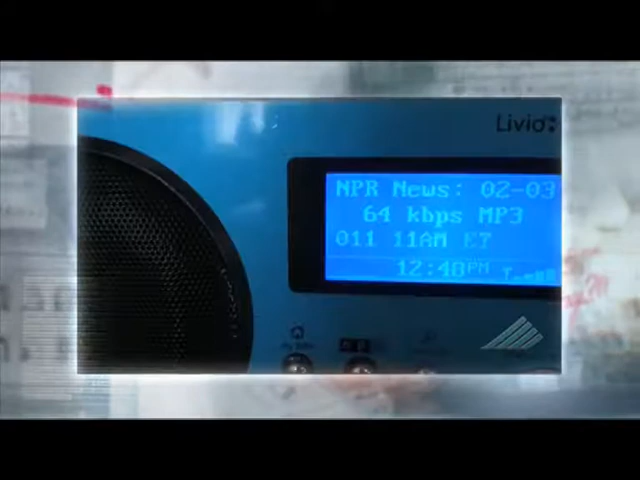 Livio
NPR News: 02-03
64 kbps MP3
011 11AM ET
12:40PM